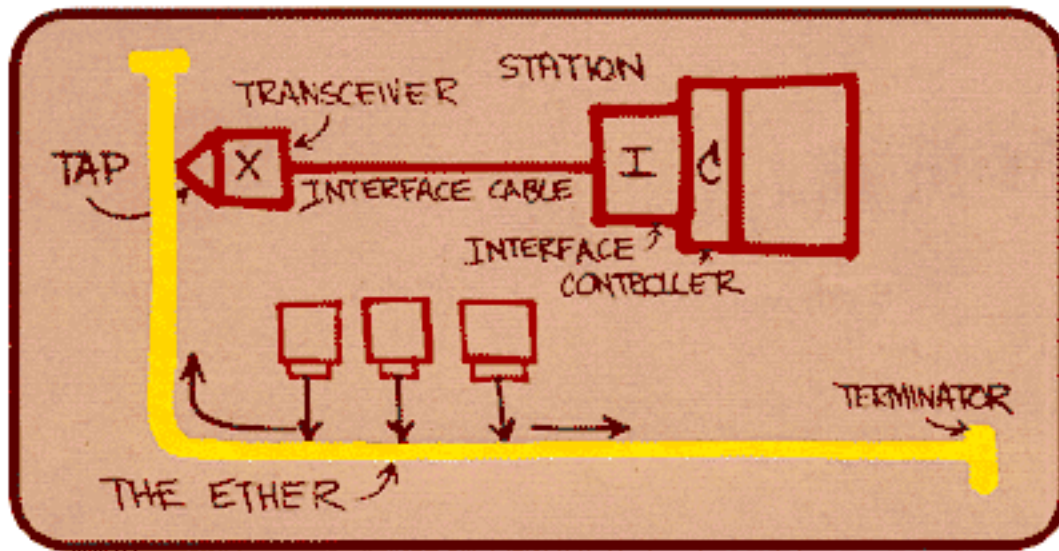 STATION
TRANSCEIVER
TAP
X
I
C
INTERFACE CABLE
INTERFACE
CONTROLLER
TERMINATOR
THE ETHER